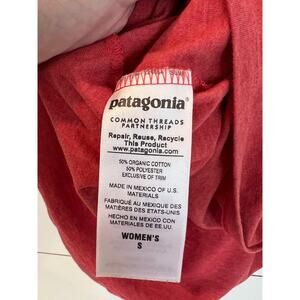 patagonia®
COMMON THREADS
PARTNERSHIP
Repair, Reuse, Recycle
This Product
www.patagonia.com
50% ORGANIC COTTON
50% POLYESTER
EXCLUSIVE OF TRIM
MADE IN MEXICO OF U.S.
MATERIALS
FABRIQUÉ AU MEXIQUE DES
MATIÈRES DES ETATS-UNIS
HECHO EN MEXICO CON
MATERIALES DE EE.UU.
WOMEN'S
S